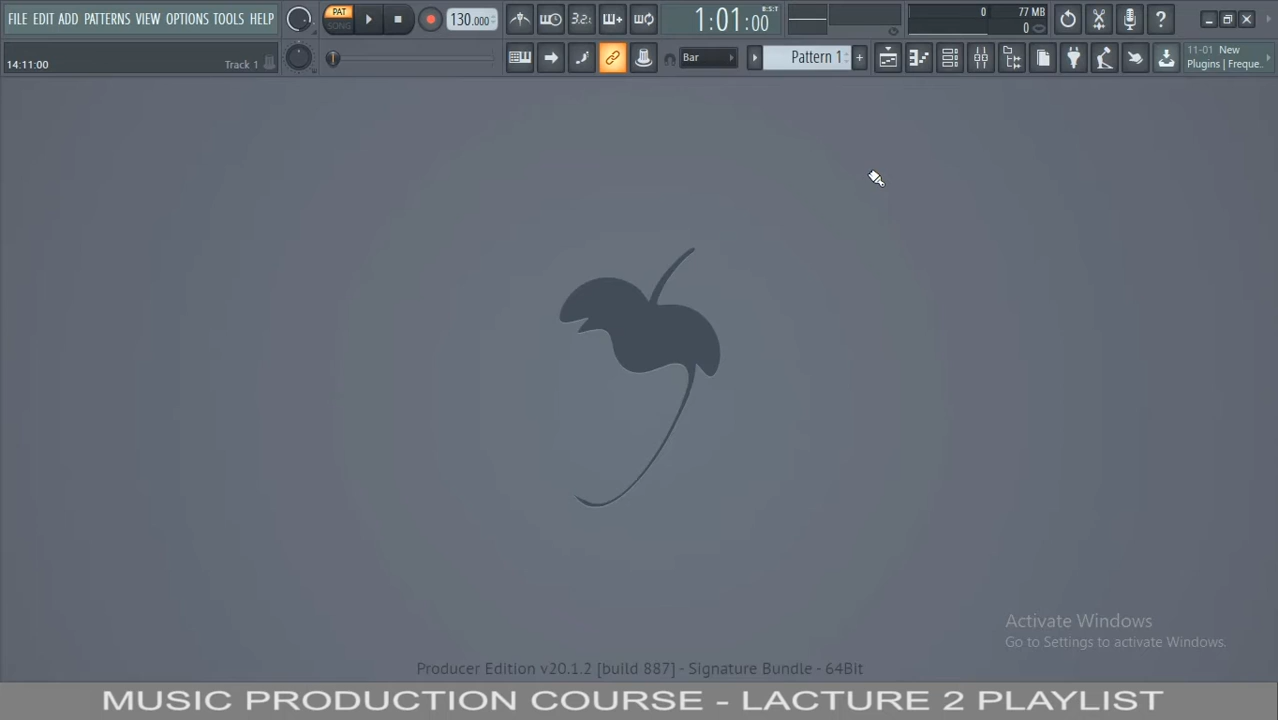 FILE EDIT ADD PATTERNS VIEW OPTIONS TOOLS HELP
PAT
SONG
130.000
3.2
1:01:00
B:S:T
0
77 MB
0
14:11:00
Track 1
Bar
Pattern 1
11-01 New
Plugins | Freque..
Activate Windows
Go to Settings to activate Windows.
Producer Edition v20.1.2 [build 887] - Signature Bundle - 64Bit
MUSIC PRODUCTION COURSE - LACTURE 2 PLAYLIST